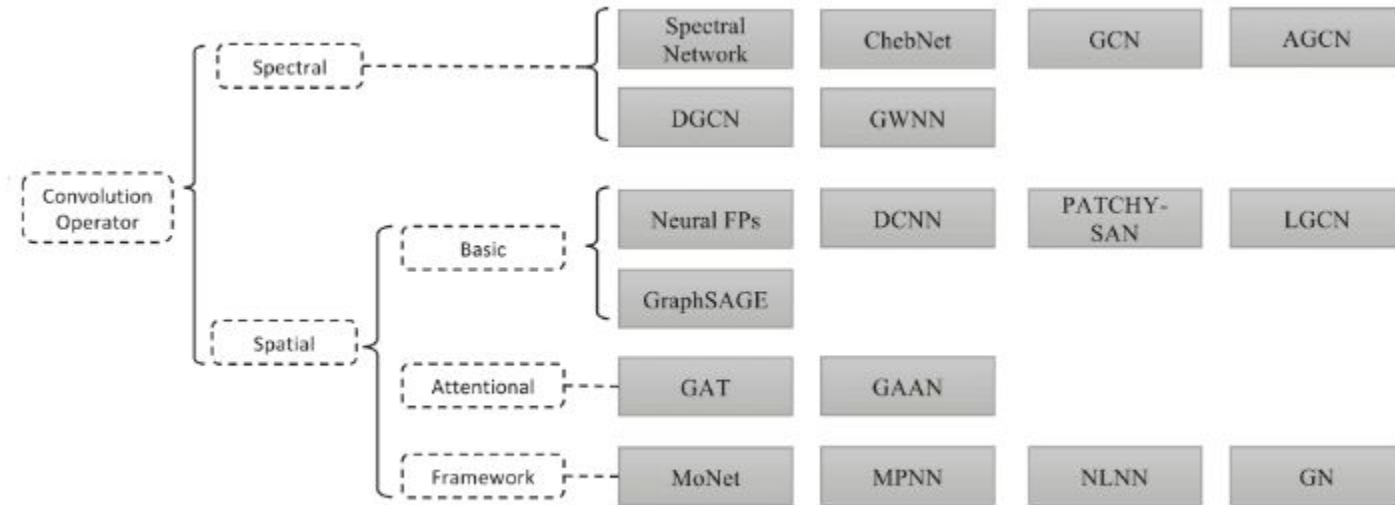 Spectral
Network
ChebNet
GCN
AGCN
Spectral
DGCN
GWNN
Convolution
Operator
Neural FPs
DCNN
PATCHY-
SAN
LGCN
Basic
GraphSAGE
Spatial
Attentional
GAT
GAAN
Framework
MoNet
MPNN
NLNN
GN